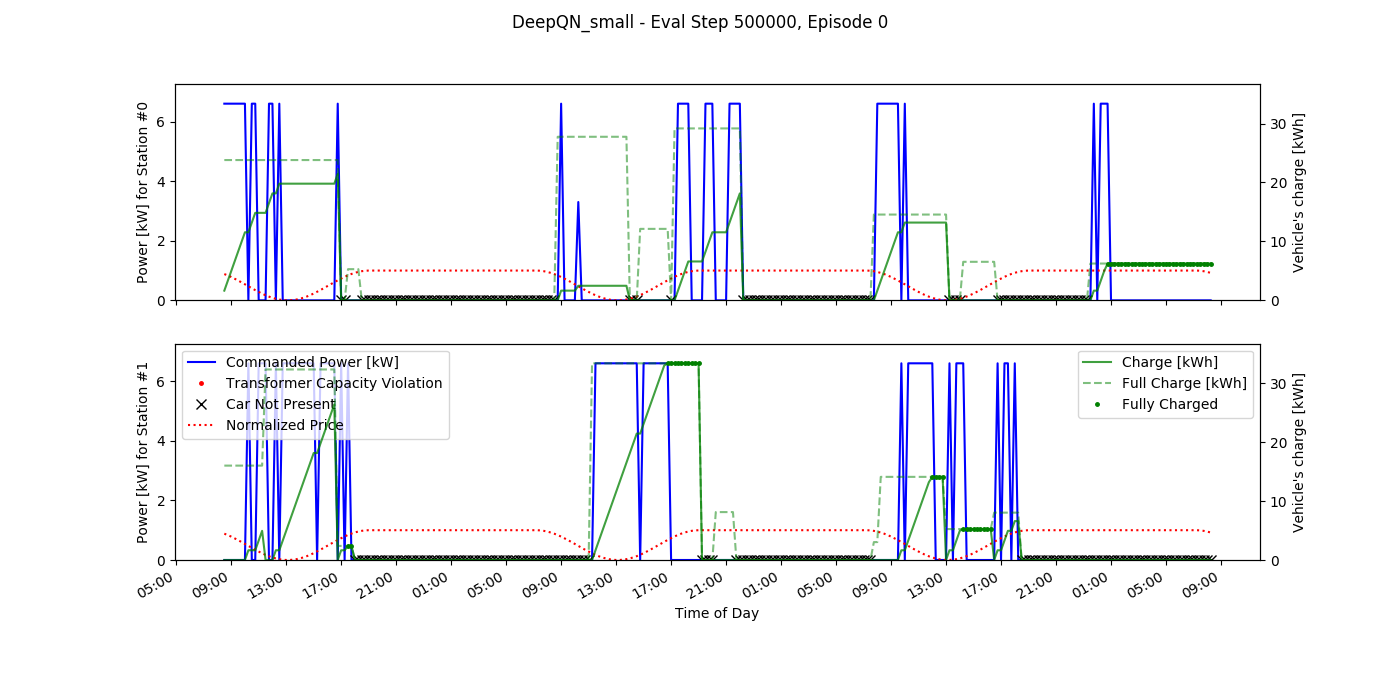 DeepQN_small - Eval Step 500000, Episode 0
Power [kW] for Station #0
6
4
2
0
30
20
10
0
Vehicle's charge [kWh]
Power [kW] for Station #1
6
4
2
0
Commanded Power [kW]
Transformer Capacity Violation
Car Not Present
Normalized Price
Charge [kWh]
Full Charge [kWh]
Fully Charged
30
20
10
0
Vehicle's charge [kWh]
05:00 09:00 13:00 17:00 21:00 01:00 05:00 09:00 13:00 17:00 21:00 01:00 05:00 09:00 13:00 17:00 21:00 01:00 05:00 09:00
Time of Day